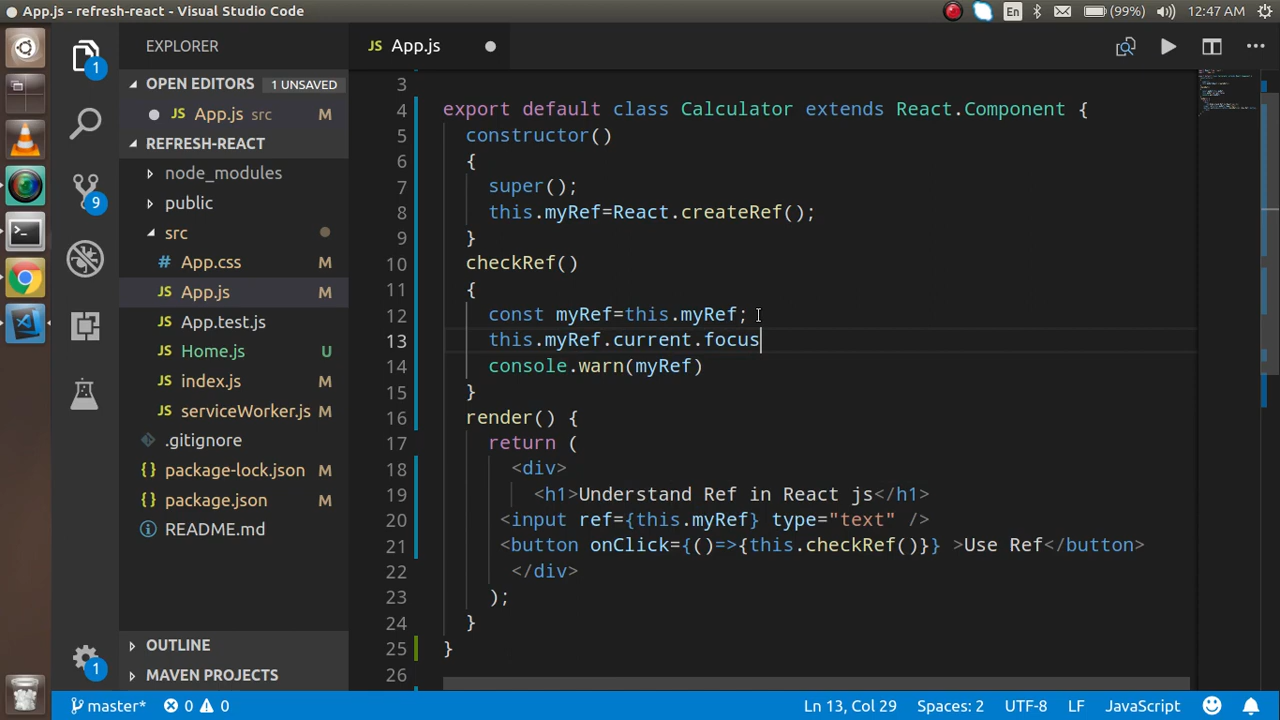 App.js - refresh-react - Visual Studio Code
En
(99%)
12:47 AM
EXPLORER
OPEN EDITORS 1 UNSAVED
App.js src M
REFRESH-REACT
node_modules
public
src
# App.css M
JS App.js M
JS App.test.js M
JS Home.js U
JS index.js M
JS serviceWorker.js M
.gitignore
{} package-lock.json M
{} package.json M
README.md
OUTLINE
MAVEN PROJECTS
1
9
1
JS App.js
3
4 export default class Calculator extends React.Component {
5 constructor()
6 {
7 super();
8 this.myRef=React.createRef();
9 }
10 checkRef()
11 {
12 const myRef=this.myRef;
13 this.myRef.current.focus
14 console.warn(myRef)
15 }
16 render() {
17 return (
18 <div>
19 <h1>Understand Ref in React js</h1>
20 <input ref={this.myRef} type="text" />
21 <button onClick={()=>{this.checkRef()}} >Use Ref</button>
22 </div>
23 );
24 }
25 }
26
master* 0 0 Ln 13, Col 29 Spaces: 2 UTF-8 LF JavaScript